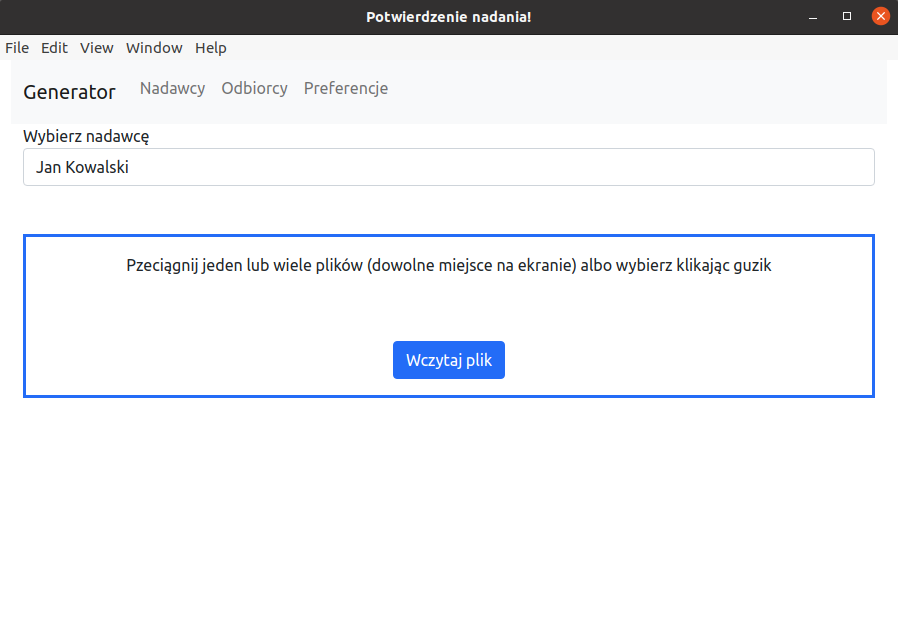 Potwierdzenie nadania!
File Edit View Window Help
Generator Nadawcy Odbiorcy Preferencje
Wybierz nadawcę
Jan Kowalski
Pzeciągnij jeden lub wiele plików (dowolne miejsce na ekranie) albo wybierz klikając guzik
Wczytaj plik